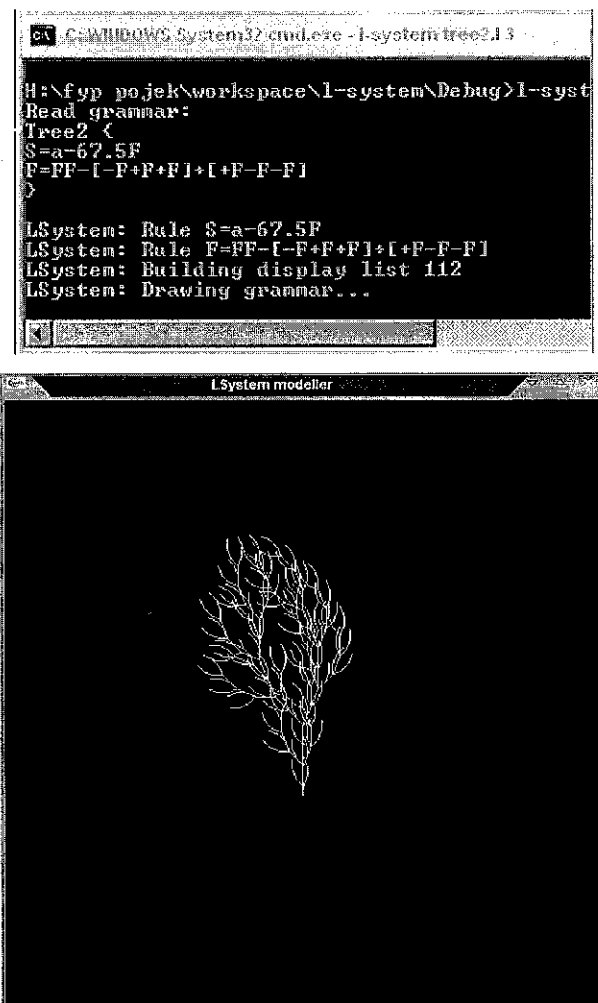 C:\WINDOWS\System32\cmd.exe - l-system tree2.l 3
H:\fyp pojek\workspace\l-system\Debug>l-syst
Read grammar:
Tree2 {
S=a-67.5F
F=FF-[-F+F+F]+[+F-F-F]
}
LSystem: Rule S=a-67.5F
LSystem: Rule F=FF-[-F+F+F]+[+F-F-F]
LSystem: Building display list 112
LSystem: Drawing grammar...
LSystem modeller